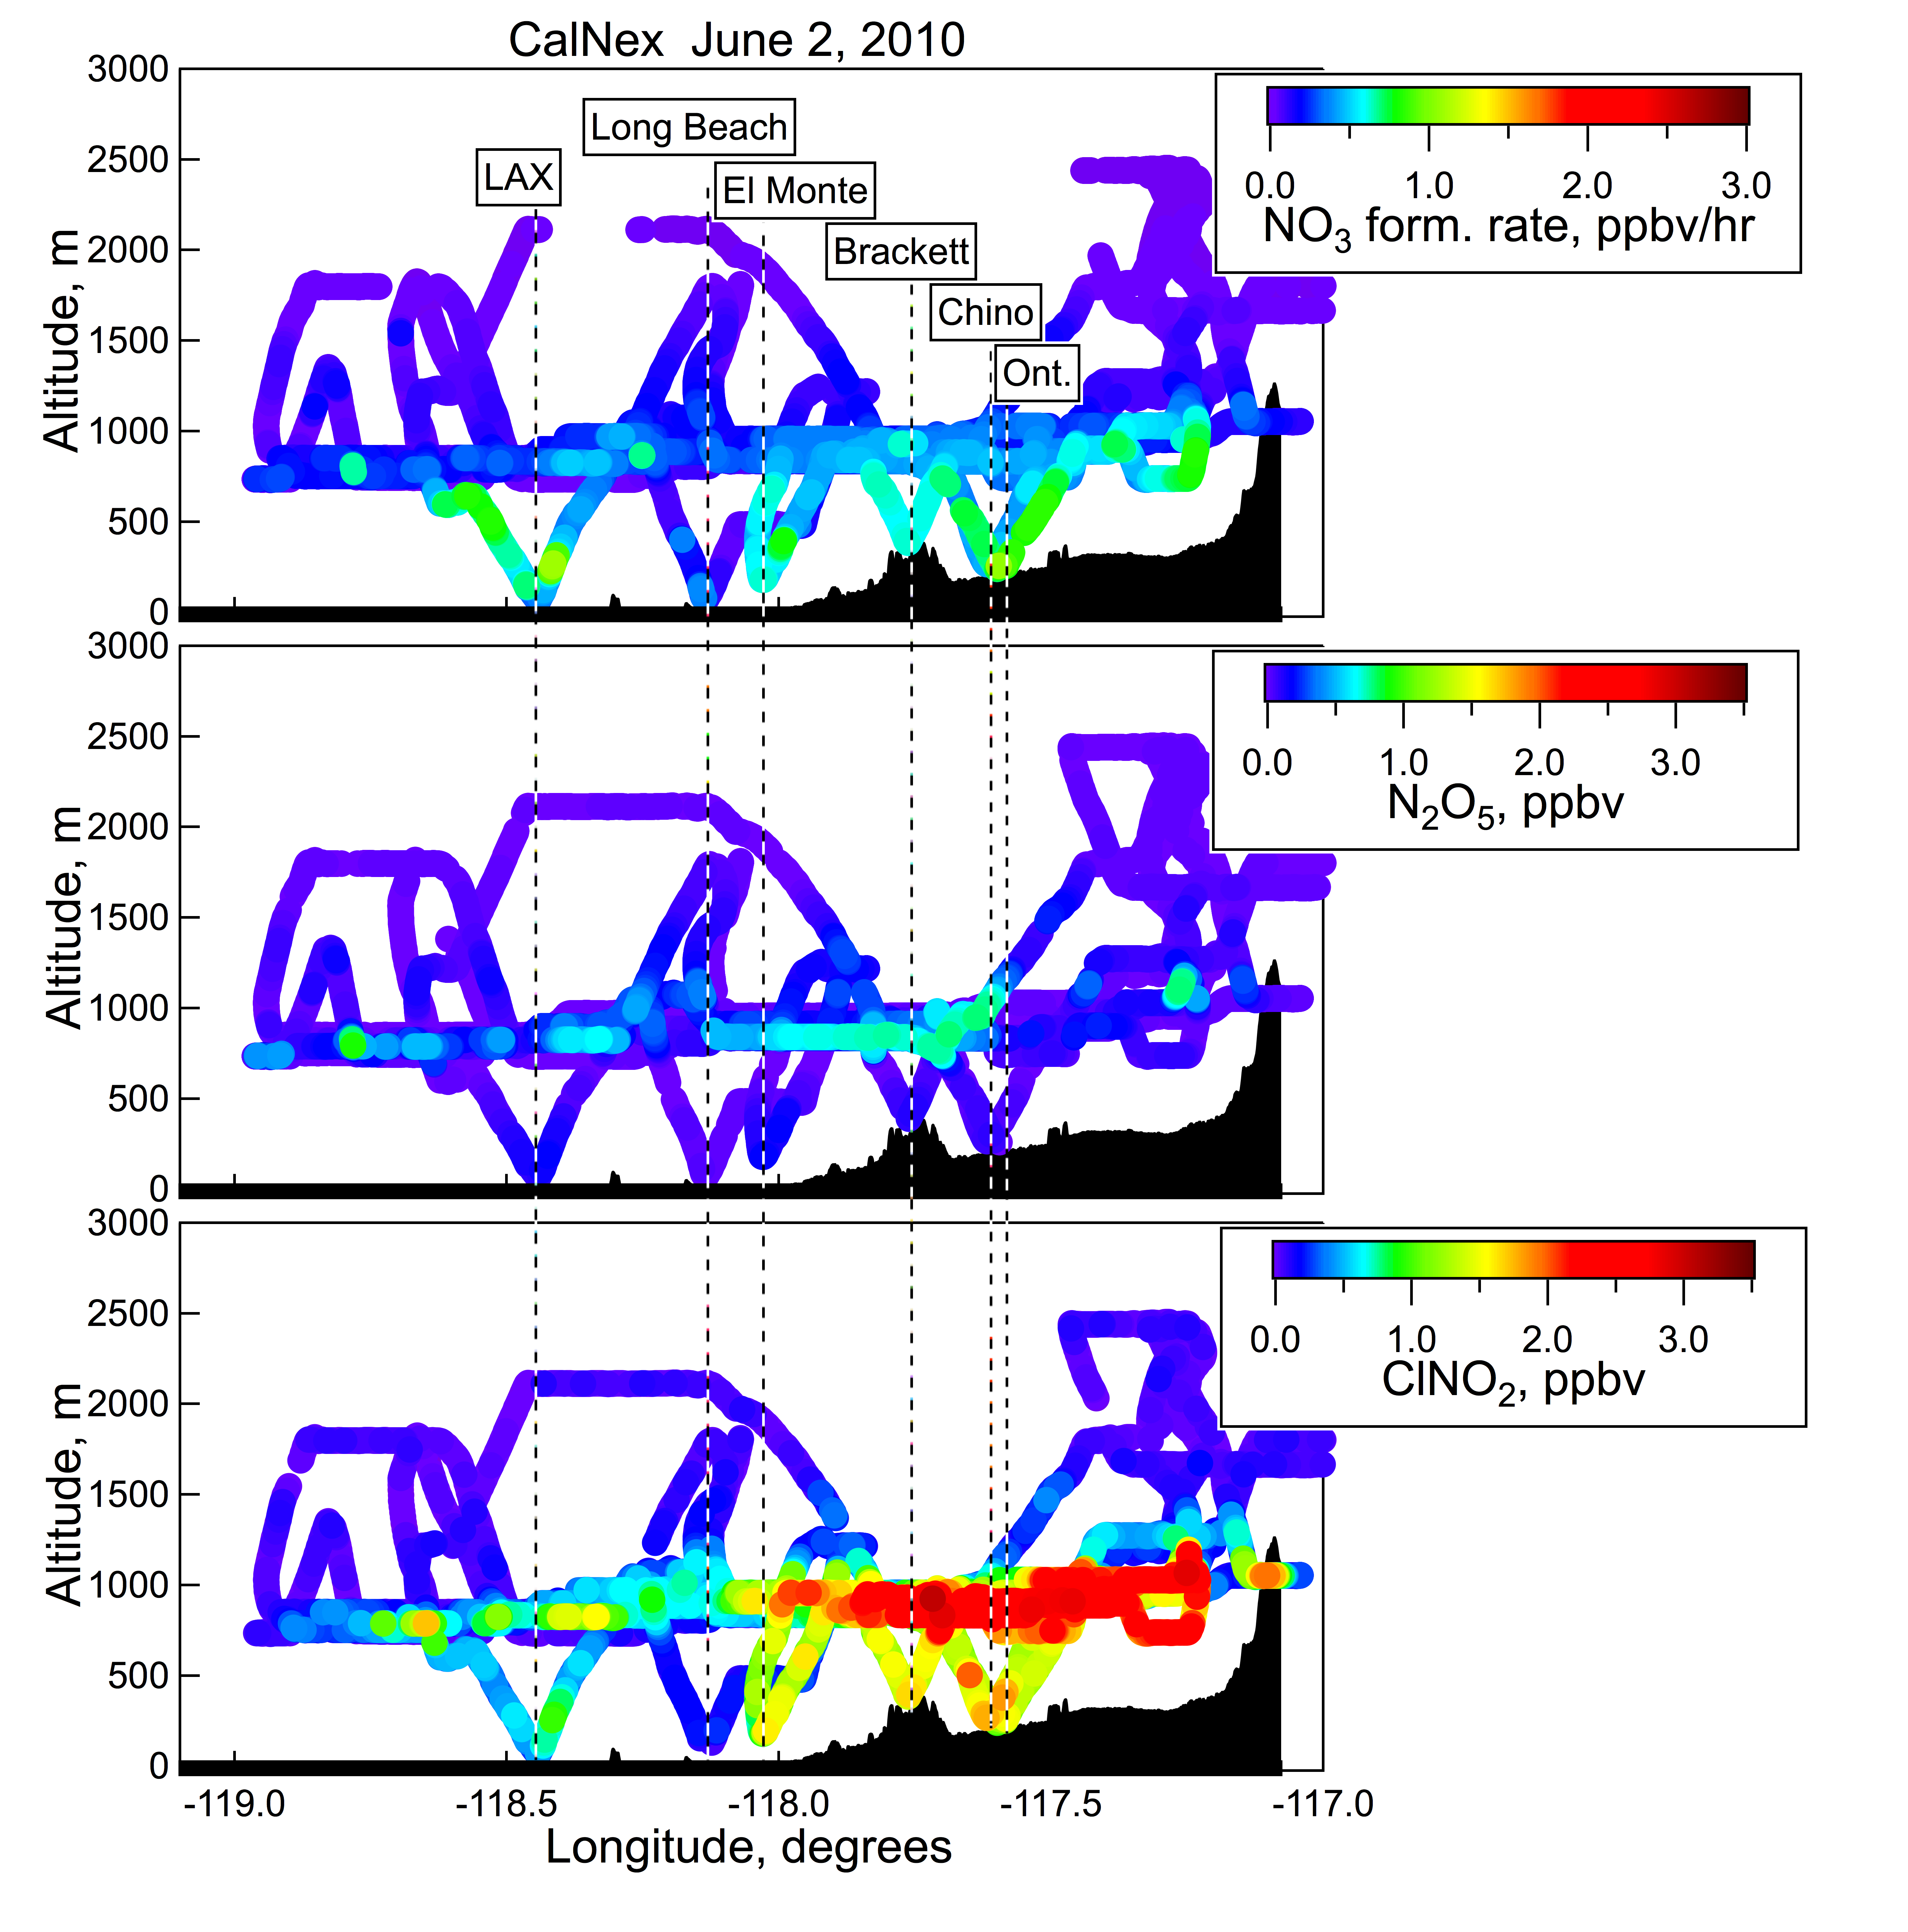 CalNex June 2, 2010
3000
2500
2000
1500
1000
500
0
Altitude, m
LAX
Long Beach
El Monte
Brackett
Chino
Ont.
0.0 1.0 2.0 3.0
NO3 form. rate, ppbv/hr
3000
2500
2000
1500
1000
500
0
Altitude, m
0.0 1.0 2.0 3.0
N2O5, ppbv
3000
2500
2000
1500
1000
500
0
Altitude, m
0.0 1.0 2.0 3.0
ClNO2, ppbv
-119.0 -118.5 -118.0 -117.5 -117.0
Longitude, degrees